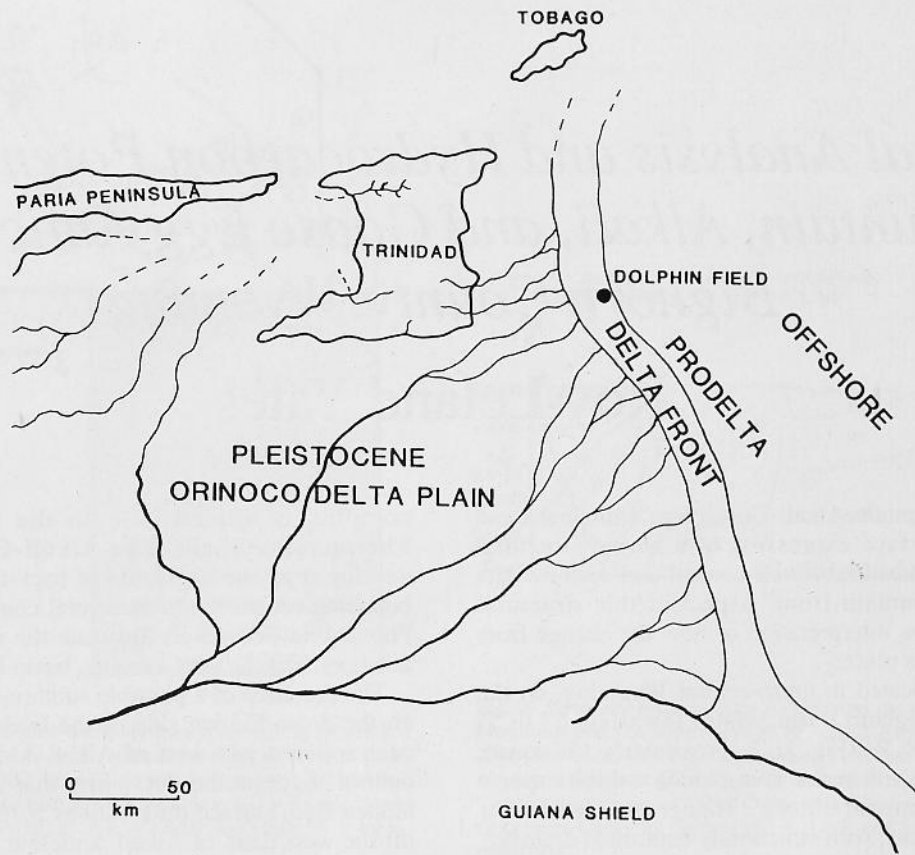 TOBAGO
PARIA PENINSULA
TRINIDAD
DOLPHIN FIELD
OFFSHORE
PRODELTA
DELTA FRONT
PLEISTOCENE
ORINOCO DELTA PLAIN
0 50
km
GUIANA SHIELD